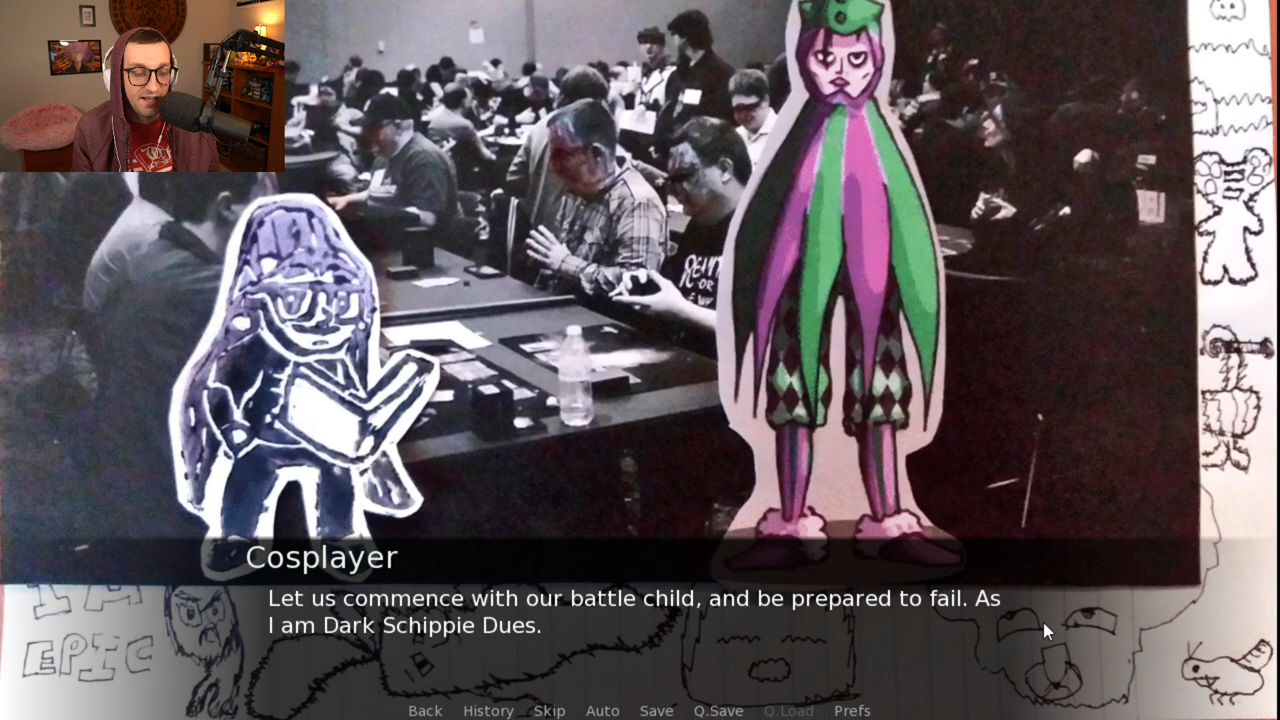 Cosplayer
Let us commence with our battle child, and be prepared to fail. As
I am Dark Schippie Dues.
EPIC
Back History Skip Auto Save Q.Save Q.Load Prefs